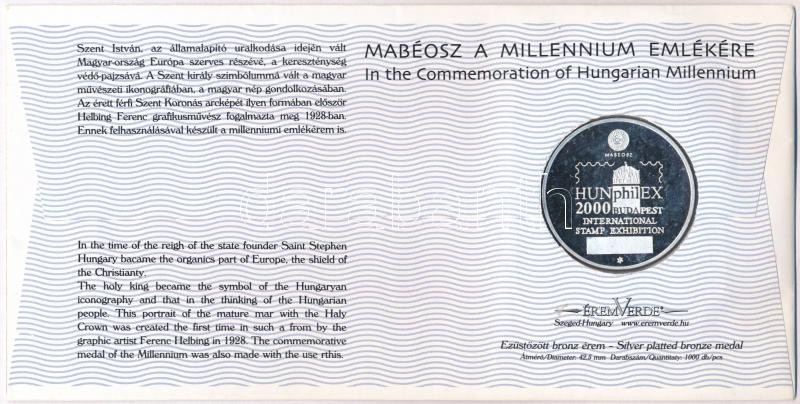 Szent István, az államalapító uralkodása idején vált
Magyar-ország Európa szerves részévé, a kereszténység
védő-pajzsává. A Szent király szimbólummá vált a magyar
művészeti ikonográfiában, a magyar nép gondolkozásában.
Az érett férfi Szent Koronás arcképét ilyen formában először
Helbing Ferenc grafikusművész fogalmazta meg 1928-ban.
Ennek felhasználásával készült a milleniumi emlékérem is.
In the time of the reigh of the state founder Saint Stephen
Hungary bacame the organics part of Europe, the shield of
the Christianty.
The holy king became the symbol of the Hungaryan
iconography and that in the thinking of the Hungarian
people. This portrait of the mature mar with the Haly
Crown was created the first time in such a from by the
graphic artist Ferenc Helbing in 1928. The commemorative
medal of the Millennium was also made with the use rthis.
MABÉOSZ A MILLENNIUM EMLÉKÉRE
In the Commemoration of Hungarian Millennium
MABÉOSZ
HUNphilEX
2000 BUDAPEST
INTERNATIONAL
STAMP EXHIBITION
ÉREMVERDE
Szeged-Hungary www.eremverde.hu
Ezüstözött bronz érem – Silver platted bronze medal
Átmérő/Diameter: 42.5 mm Darabszám/Quantitaty: 1000 db/pcs
darabanth